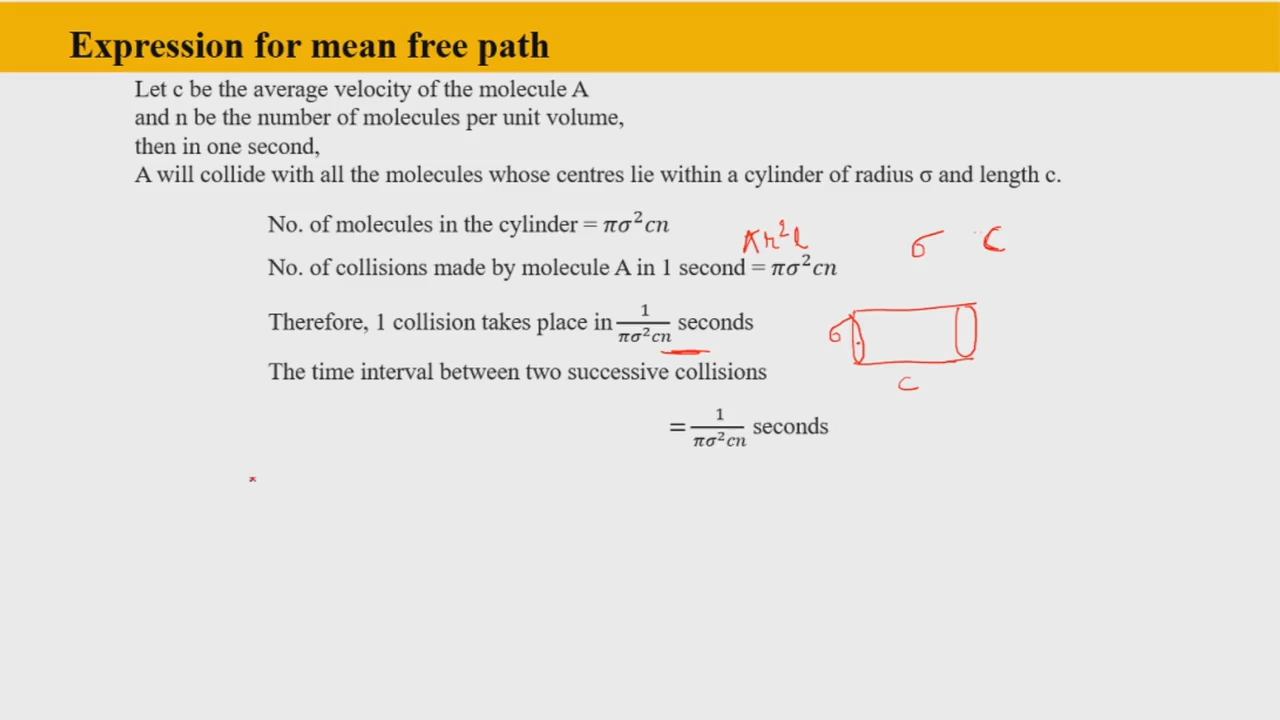 Expression for mean free path
Let c be the average velocity of the molecule A
and n be the number of molecules per unit volume,
then in one second,
A will collide with all the molecules whose centres lie within a cylinder of radius σ and length c.
No. of molecules in the cylinder = πσ²cn
πr²l
σ c
No. of collisions made by molecule A in 1 second = πσ²cn
Therefore, 1 collision takes place in 1/πσ²cn seconds
σ
The time interval between two successive collisions
c
= 1/πσ²cn seconds